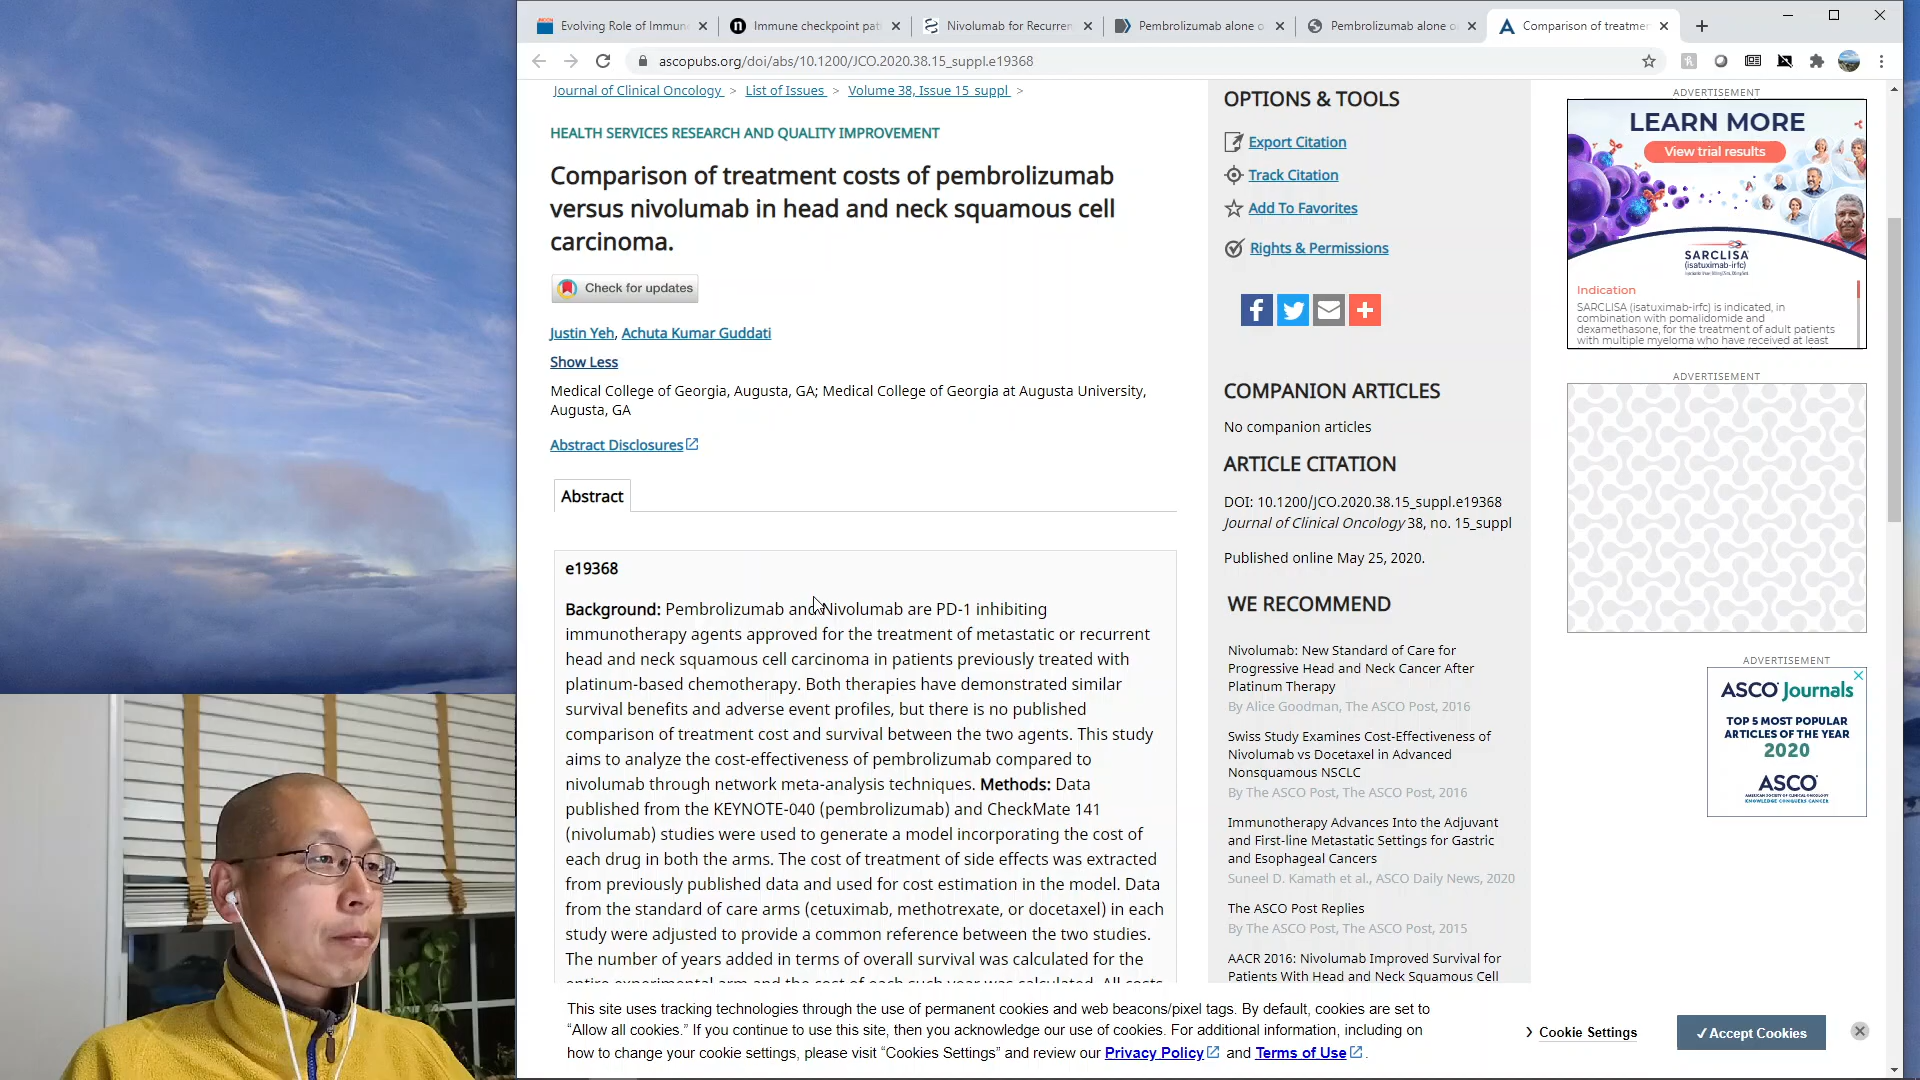 Evolving Role of Immun
Immune checkpoint pat
Nivolumab for Recurren
Pembrolizumab alone o
Pembrolizumab alone o
Comparison of treatmen
ascopubs.org/doi/abs/10.1200/JCO.2020.38.15_suppl.e19368
Journal of Clinical Oncology > List of Issues > Volume 38, Issue 15_suppl >
HEALTH SERVICES RESEARCH AND QUALITY IMPROVEMENT
Comparison of treatment costs of pembrolizumab
versus nivolumab in head and neck squamous cell
carcinoma.
Check for updates
Justin Yeh, Achuta Kumar Guddati
Show Less
Medical College of Georgia, Augusta, GA; Medical College of Georgia at Augusta University,
Augusta, GA
Abstract Disclosures
Abstract
e19368
Background: Pembrolizumab and Nivolumab are PD-1 inhibiting
immunotherapy agents approved for the treatment of metastatic or recurrent
head and neck squamous cell carcinoma in patients previously treated with
platinum-based chemotherapy. Both therapies have demonstrated similar
survival benefits and adverse event profiles, but there is no published
comparison of treatment cost and survival between the two agents. This study
aims to analyze the cost-effectiveness of pembrolizumab compared to
nivolumab through network meta-analysis techniques. Methods: Data
published from the KEYNOTE-040 (pembrolizumab) and CheckMate 141
(nivolumab) studies were used to generate a model incorporating the cost of
each drug in both the arms. The cost of treatment of side effects was extracted
from previously published data and used for cost estimation in the model. Data
from the standard of care arms (cetuximab, methotrexate, or docetaxel) in each
study were adjusted to provide a common reference between the two studies.
The number of years added in terms of overall survival was calculated for the
entire experimental arm and the cost of each such year was calculated. All costs
OPTIONS & TOOLS
Export Citation
Track Citation
Add To Favorites
Rights & Permissions
COMPANION ARTICLES
No companion articles
ARTICLE CITATION
DOI: 10.1200/JCO.2020.38.15_suppl.e19368
Journal of Clinical Oncology 38, no. 15_suppl
Published online May 25, 2020.
WE RECOMMEND
Nivolumab: New Standard of Care for
Progressive Head and Neck Cancer After
Platinum Therapy
By Alice Goodman, The ASCO Post, 2016
Swiss Study Examines Cost-Effectiveness of
Nivolumab vs Docetaxel in Advanced
Nonsquamous NSCLC
By The ASCO Post, The ASCO Post, 2016
Immunotherapy Advances Into the Adjuvant
and First-line Metastatic Settings for Gastric
and Esophageal Cancers
Suneel D. Kamath et al., ASCO Daily News, 2020
The ASCO Post Replies
By The ASCO Post, The ASCO Post, 2015
AACR 2016: Nivolumab Improved Survival for
Patients With Head and Neck Squamous Cell
ADVERTISEMENT
LEARN MORE
View trial results
SARCLISA
(isatuximab-irfc)
Indication
SARCLISA (isatuximab-irfc) is indicated, in
combination with pomalidomide and
dexamethasone, for the treatment of adult patients
with multiple myeloma who have received at least
ADVERTISEMENT
ADVERTISEMENT
ASCO Journals
TOP 5 MOST POPULAR
ARTICLES OF THE YEAR
2020
ASCO
AMERICAN SOCIETY OF CLINICAL ONCOLOGY
KNOWLEDGE CONQUERS CANCER
This site uses tracking technologies through the use of permanent cookies and web beacons/pixel tags. By default, cookies are set to
“Allow all cookies.” If you continue to use this site, then you acknowledge our use of cookies. For additional information, including on
how to change your cookie settings, please visit “Cookies Settings” and review our Privacy Policy and Terms of Use.
Cookie Settings
✓Accept Cookies